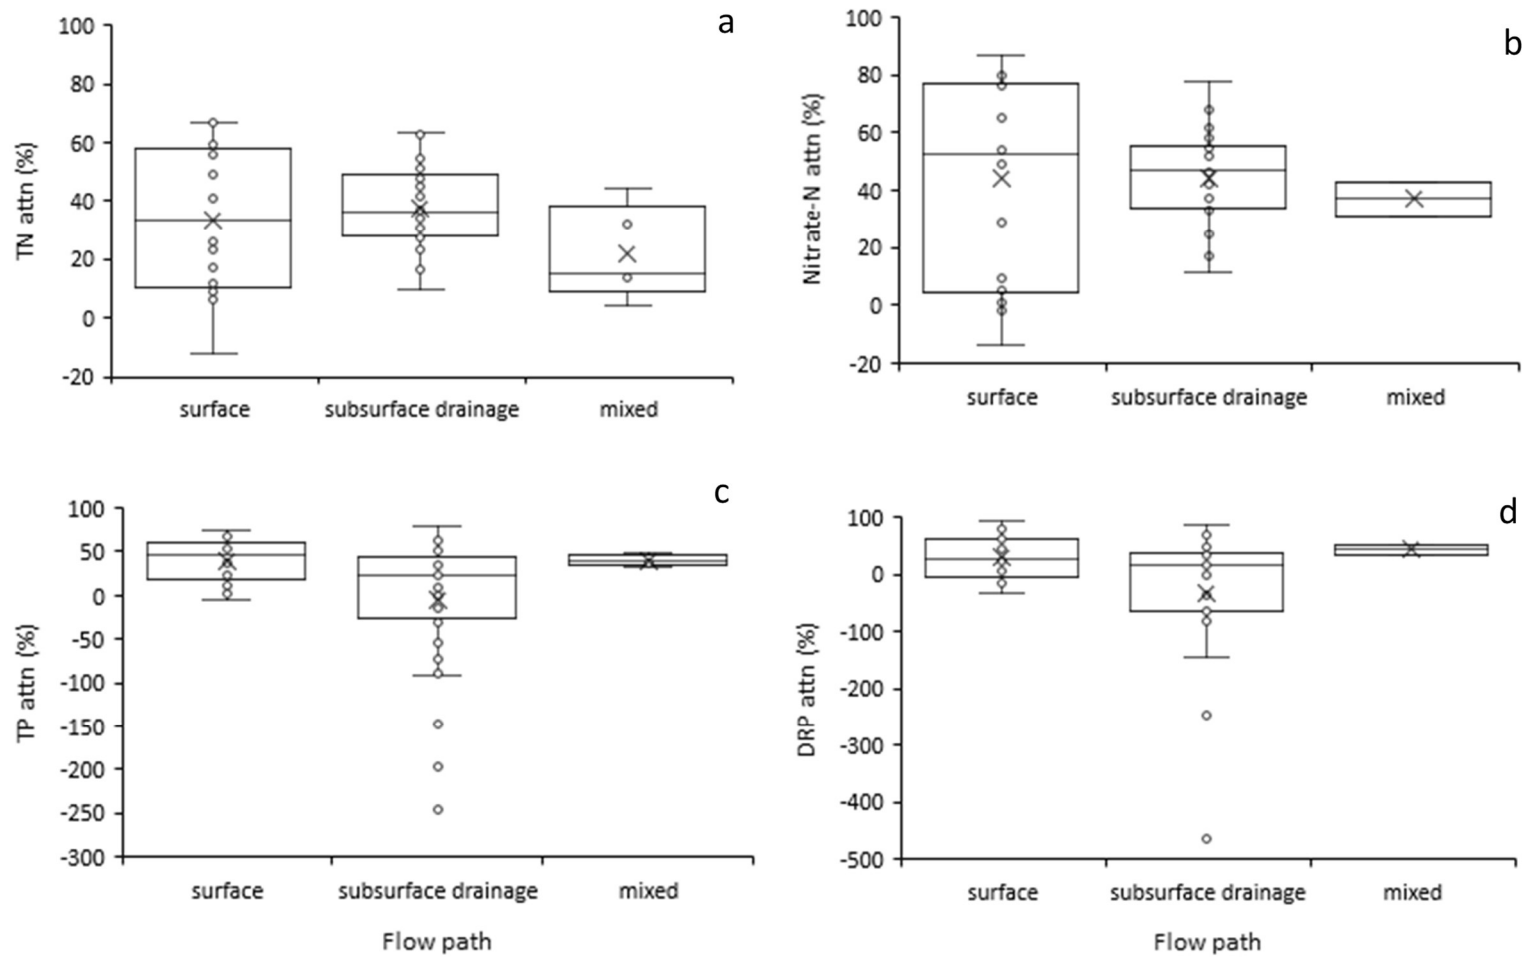 a
100
80
60
40
20
0
-20
TN attn (%)
surface subsurface drainage mixed
b
100
80
60
40
20
0
-20
Nitrate-N attn (%)
surface subsurface drainage mixed
c
100
50
0
-50
-100
-150
-200
-250
-300
TP attn (%)
surface subsurface drainage mixed
Flow path
d
100
0
-100
-200
-300
-400
-500
DRP attn (%)
surface subsurface drainage mixed
Flow path